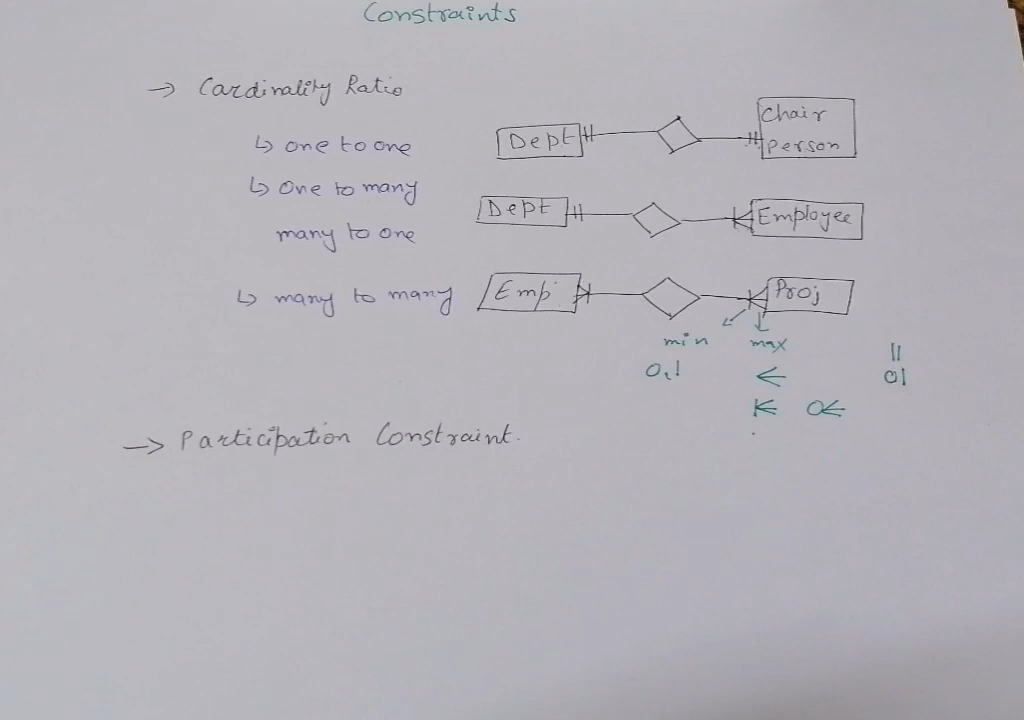 Constraints
→ Cardinality Ratio
↳ one to one
Dept
Chair
Person
↳ One to many
Dept
Employee
many to one
↳ many to many
Emp.
Proj
min
max
0,1
01
→ Participation Constraint.